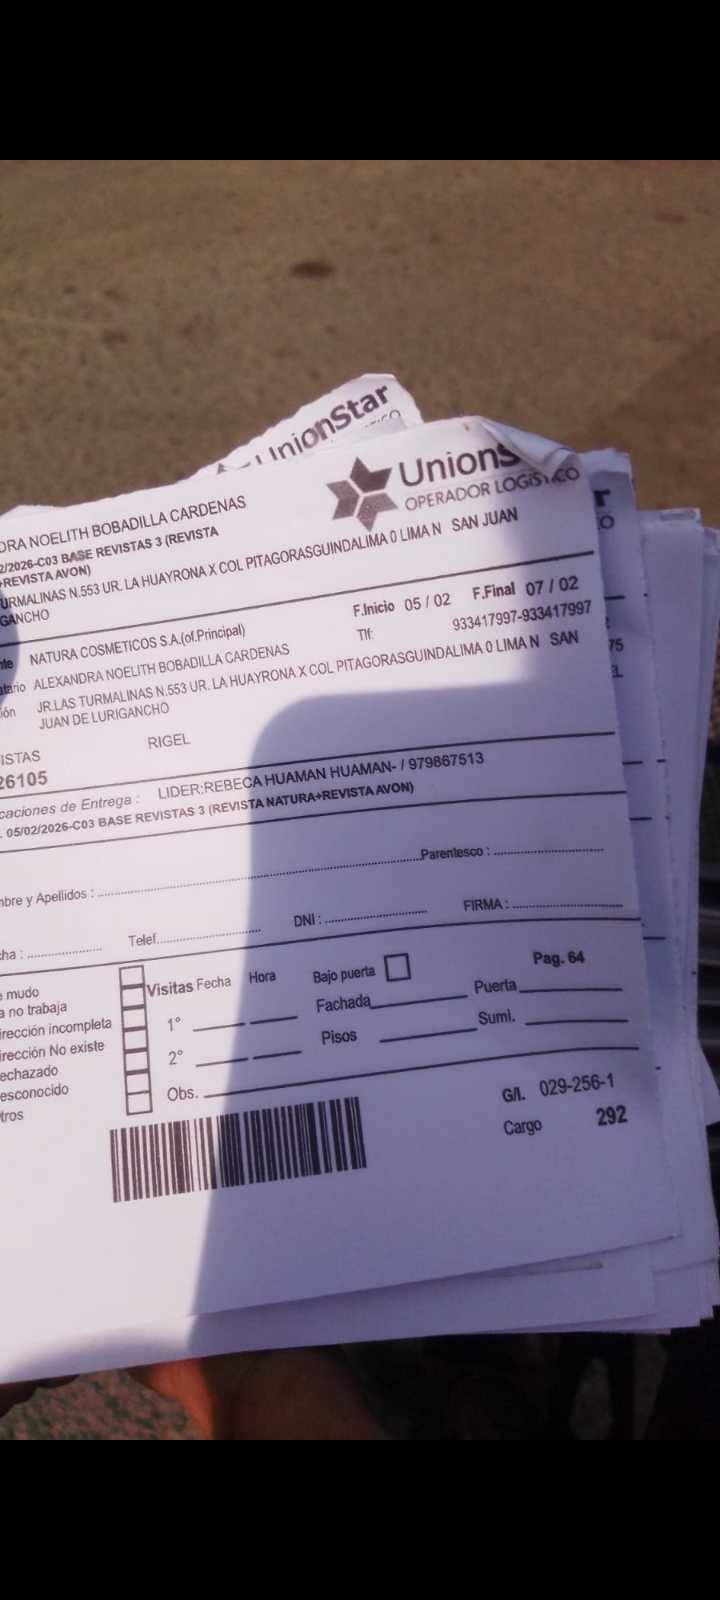 UnionStar
UnionS
OPERADOR LOGÍSTICO
DRA NOELITH BOBADILLA CARDENAS
2/2026-C03 BASE REVISTAS 3 (REVISTA
+REVISTA AVON)
TURMALINAS N.553 UR. LA HUAYRONA X COL PITAGORASGUINDALIMA 0 LIMA N SAN JUAN
GANCHO
F.Inicio 05 / 02 F.Final 07 / 02
NATURA COSMETICOS S.A.(of.Principal)
Tlf: 933417997-933417997
atario ALEXANDRA NOELITH BOBADILLA CARDENAS
ión JR.LAS TURMALINAS N.553 UR. LA HUAYRONA X COL PITAGORASGUINDALIMA 0 LIMA N SAN
JUAN DE LURIGANCHO
ISTAS RIGEL
26105
caciones de Entrega : LIDER:REBECA HUAMAN HUAMAN- / 979867513
. 05/02/2026-C03 BASE REVISTAS 3 (REVISTA NATURA+REVISTA AVON)
mbre y Apellidos : Parentesco :
cha : Telef. DNI : FIRMA :
e mudo
a no trabaja
irección incompleta
irección No existe
echazado
esconocido
tros
Visitas Fecha Hora Bajo puerta Pag. 64
1° Fachada Puerta
2° Pisos Sumi.
Obs.
G/l. 029-256-1
Cargo 292